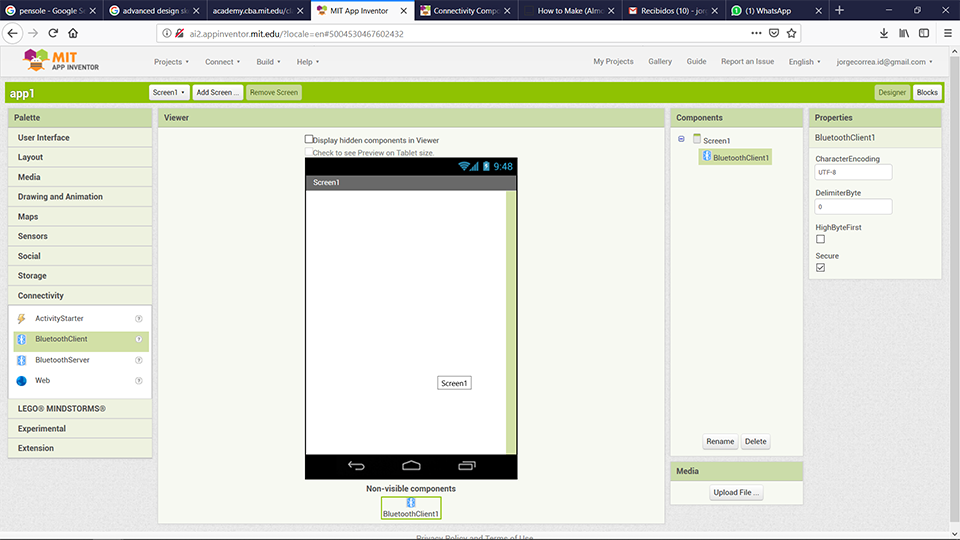 pensole - Google Se
advanced design sk
academy.cba.mit.edu/cl
MIT App Inventor
Connectivity Compo
How to Make (Almo
Recibidos (10) - jor
(1) WhatsApp
ai2.appinventor.mit.edu/?locale=en#5004530467602432
MIT
APP INVENTOR
Projects
Connect
Build
Help
My Projects
Gallery
Guide
Report an Issue
English
jorgecorrea.id@gmail.com
app1
Screen1
Add Screen ...
Remove Screen
Designer
Blocks
Palette
User Interface
Layout
Media
Drawing and Animation
Maps
Sensors
Social
Storage
Connectivity
ActivityStarter
BluetoothClient
BluetoothServer
Web
LEGO® MINDSTORMS®
Experimental
Extension
Viewer
Display hidden components in Viewer
Check to see Preview on Tablet size.
9:48
Screen1
Screen1
Non-visible components
BluetoothClient1
Components
Screen1
BluetoothClient1
Rename
Delete
Media
Upload File ...
Properties
BluetoothClient1
CharacterEncoding
UTF-8
DelimiterByte
0
HighByteFirst
Secure
Privacy Policy and Terms of Use